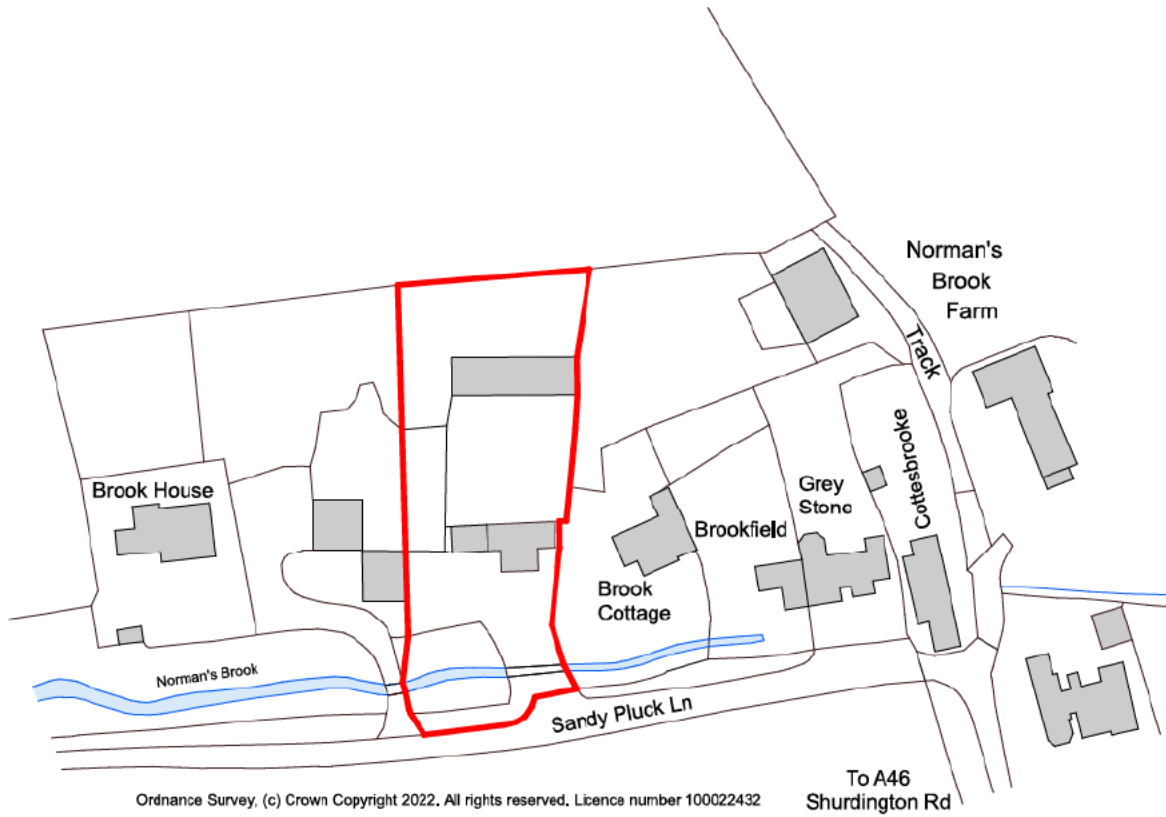 Norman's
Brook
Farm
Track
Brook House
Cottesbrooke
Grey
Stone
Brookfield
Brook
Cottage
Norman's Brook
Sandy Pluck Ln
To A46
Shurdington Rd
Ordnance Survey, (c) Crown Copyright 2022. All rights reserved. Licence number 100022432